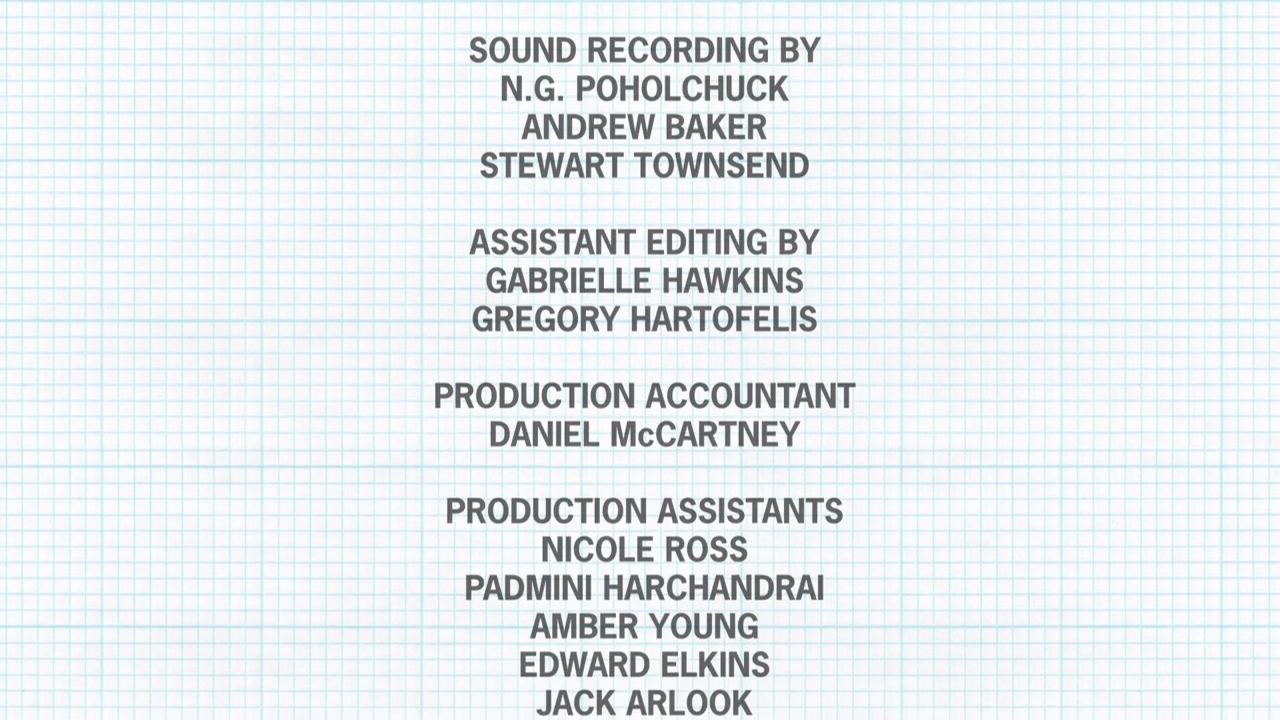 SOUND RECORDING BY
N.G. POHOLCHUCK
ANDREW BAKER
STEWART TOWNSEND
ASSISTANT EDITING BY
GABRIELLE HAWKINS
GREGORY HARTOFELIS
PRODUCTION ACCOUNTANT
DANIEL McCARTNEY
PRODUCTION ASSISTANTS
NICOLE ROSS
PADMINI HARCHANDRAI
AMBER YOUNG
EDWARD ELKINS
JACK ARLOOK